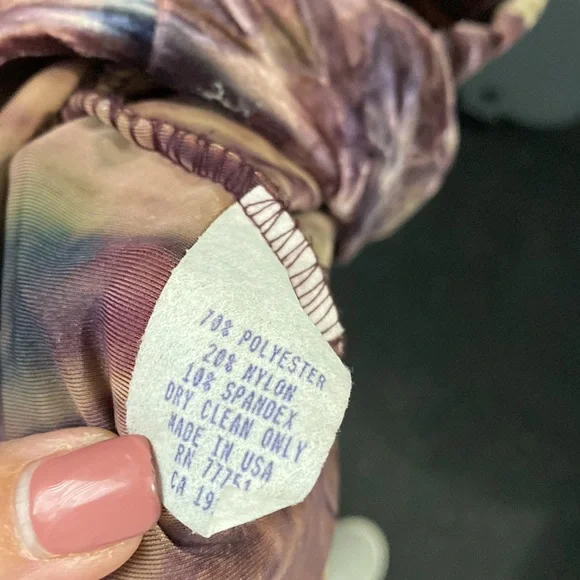 70% POLYESTER
20% NYLON
10% SPANDEX
DRY CLEAN ONLY
MADE IN USA
RN 77751
CA 19